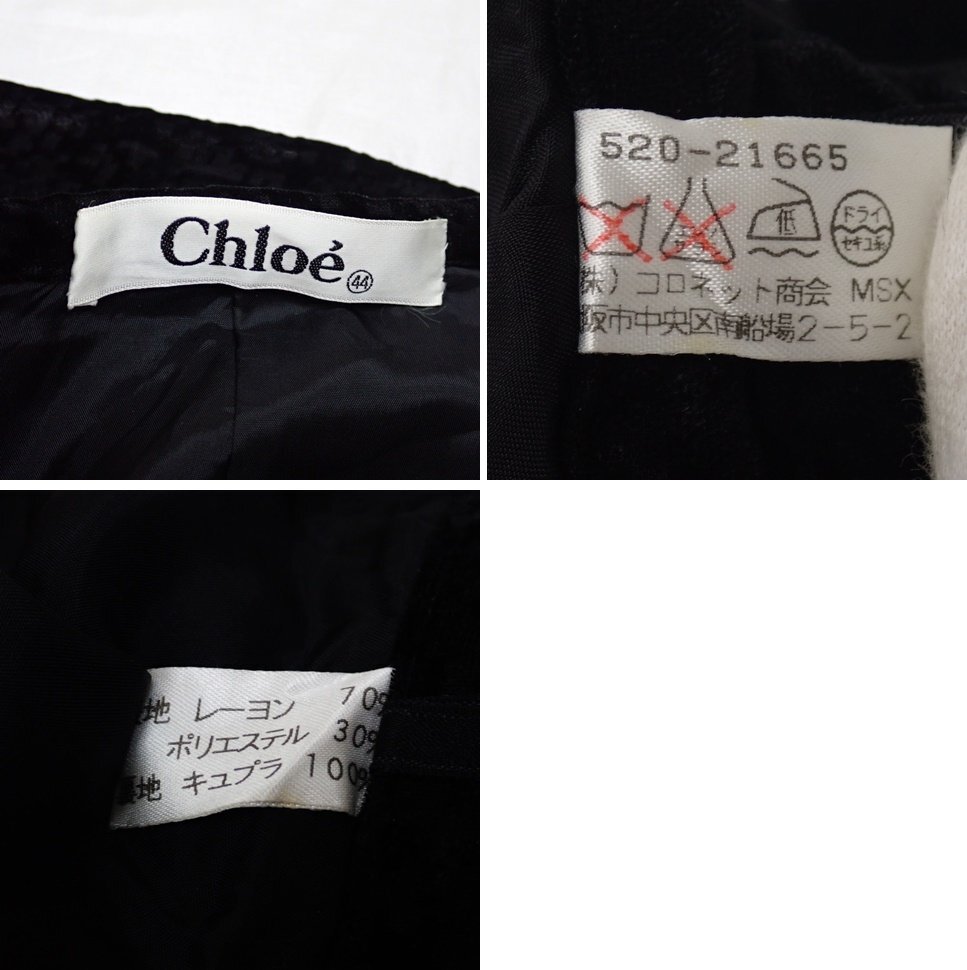 Chloé
44
520-21665
低
ドライ
セキユ系
株) コロネット商会 MSX
阪市中央区南船場2-5-2
地 レーヨン 70%
ポリエステル 30%
裏地 キュプラ 100%